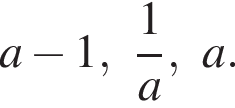 a − 1, 1/a, a.